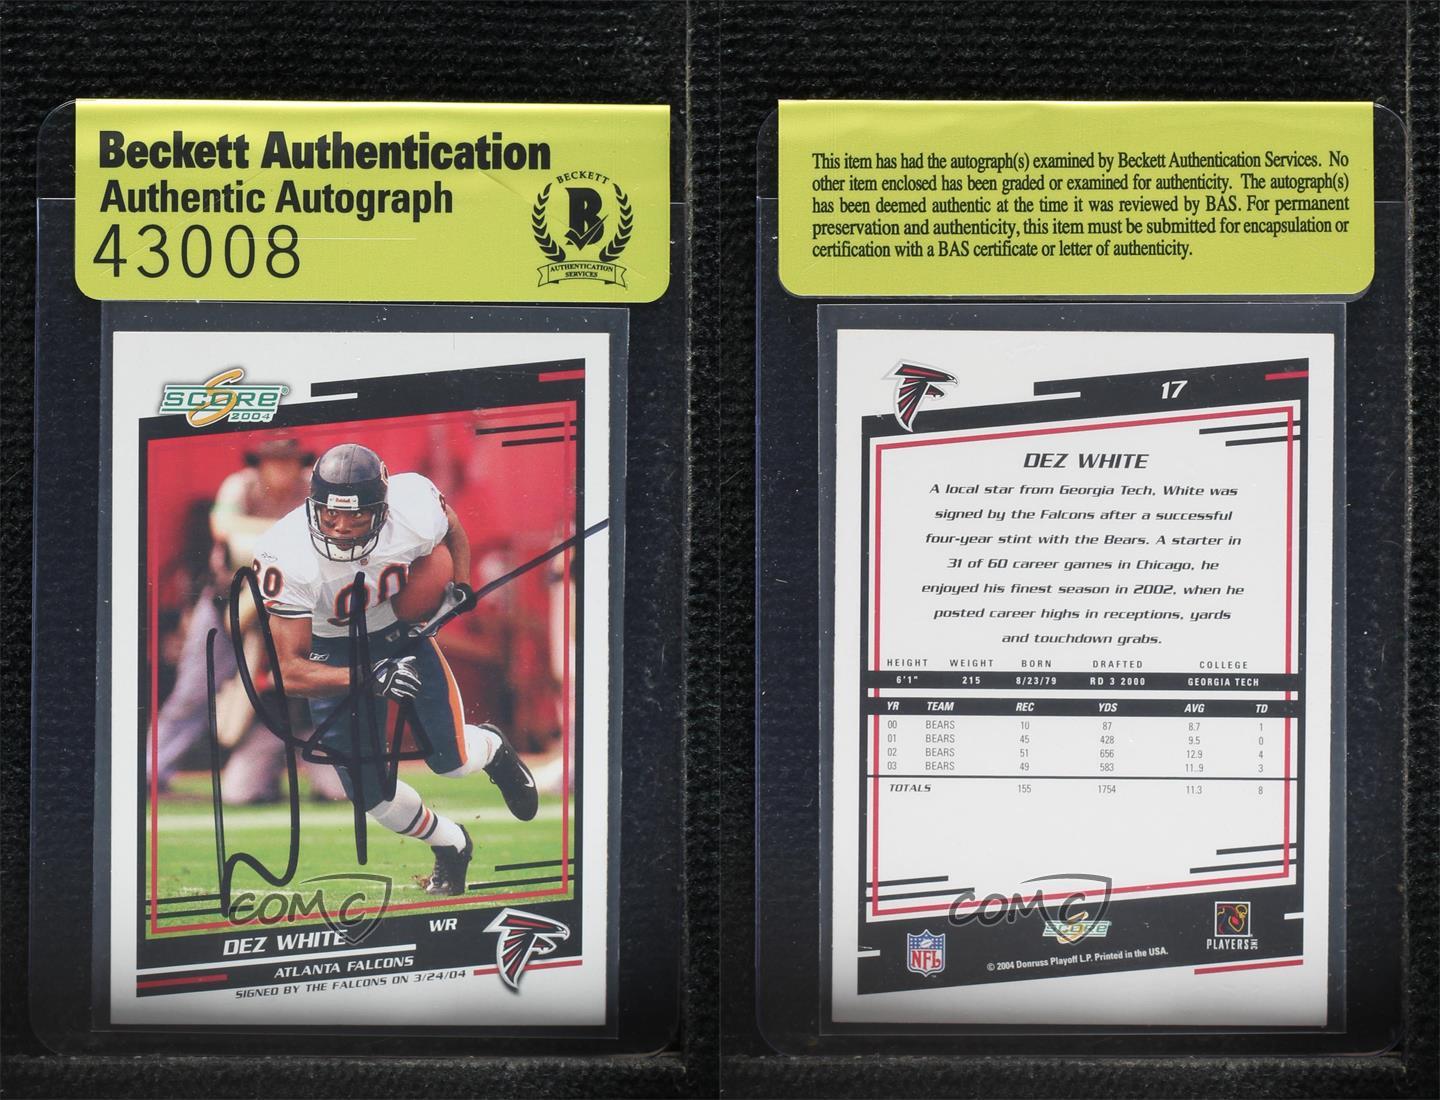 Beckett Authentication
Authentic Autograph
43008
BECKETT
B
AUTHENTICATION
SERVICES
SCORE
2004
Riddell
80
90
WR
DEZ WHITE
ATLANTA FALCONS
SIGNED BY THE FALCONS ON 3/24/04
COMC
This item has had the autograph(s) examined by Beckett Authentication Services. No
other item enclosed has been graded or examined for authenticity. The autograph(s)
has been deemed authentic at the time it was reviewed by BAS. For permanent
preservation and authenticity, this item must be submitted for encapsulation or
certification with a BAS certificate or letter of authenticity.
17
DEZ WHITE
A local star from Georgia Tech, White was
signed by the Falcons after a successful
four-year stint with the Bears. A starter in
31 of 60 career games in Chicago, he
enjoyed his finest season in 2002, when he
posted career highs in receptions, yards
and touchdown grabs.
HEIGHT WEIGHT BORN DRAFTED COLLEGE
6'1" 215 8/23/79 RD 3 2000 GEORGIA TECH
YR TEAM REC YDS AVG TD
00 BEARS 10 87 8.7 1
01 BEARS 45 428 9.5 0
02 BEARS 51 656 12.9 4
03 BEARS 49 583 11..9 3
TOTALS 155 1754 11.3 8
COMC
SCORE
NFL
PLAYERS INC
© 2004 Donruss Playoff L.P. Printed in the USA.